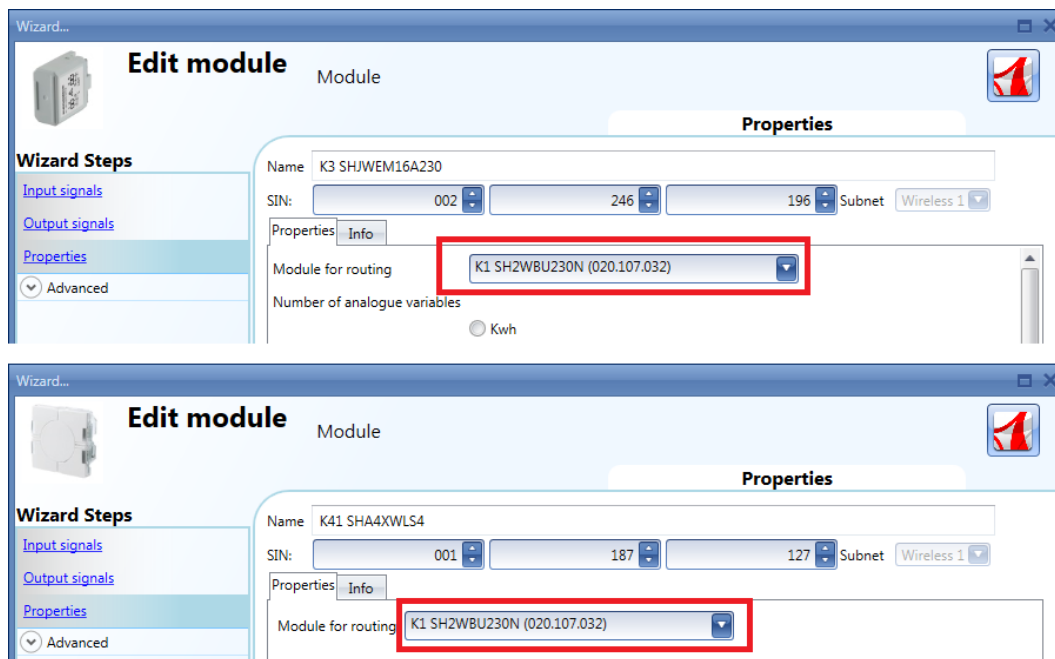 Wizard...
Edit module Module
Properties
Wizard Steps
Input signals
Output signals
Properties
Advanced
Name K3 SHJWEM16A230
SIN: 002 246 196 Subnet Wireless 1
Properties Info
Module for routing K1 SH2WBU230N (020.107.032)
Number of analogue variables
Kwh
Wizard...
Edit module Module
Properties
Wizard Steps
Input signals
Output signals
Properties
Advanced
Name K41 SHA4XWLS4
SIN: 001 187 127 Subnet Wireless 1
Properties Info
Module for routing K1 SH2WBU230N (020.107.032)